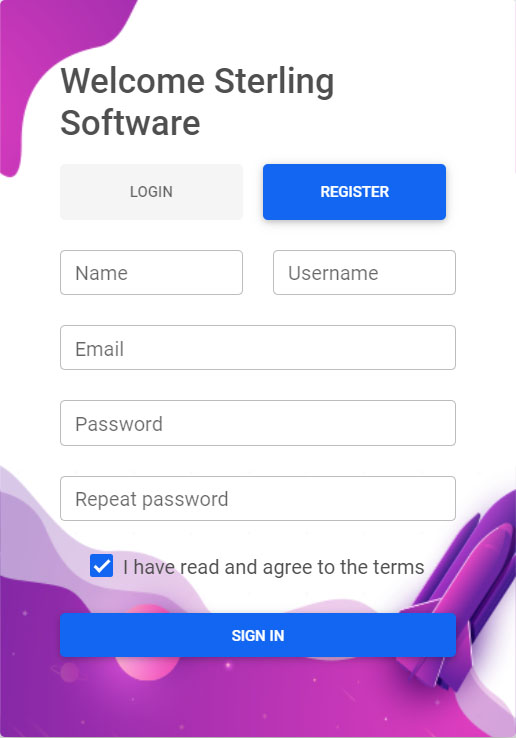 Welcome Sterling
Software
LOGIN
REGISTER
Name
Username
Email
Password
Repeat password
I have read and agree to the terms
SIGN IN